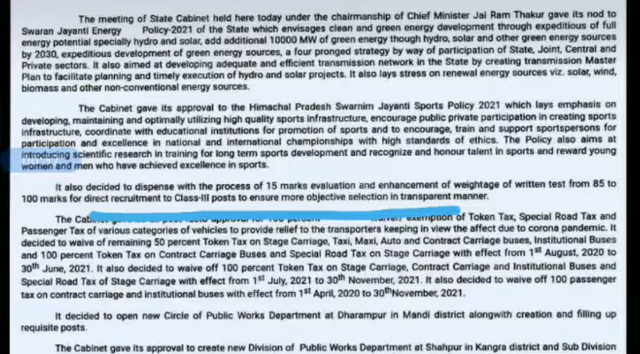 The meeting of State Cabinet held here today under the chairmanship of Chief Minister Jai Ram Thakur gave its nod to
Swaran Jayanti Energy Policy-2021 of the State which envisages clean and green energy development through expeditious of full
energy potential specially hydro and solar, add additional 10000 MW of green energy though hydro, solar and other green energy sources
by 2030, expeditious development of green energy sources, a four pronged strategy by way of participation of State, Joint, Central and
Private sectors. It also aimed at developing adequate and efficient transmission network in the State by creating transmission Master
Plan to facilitate planning and timely execution of hydro and solar projects. It also lays stress on renewal energy sources viz. solar, wind,
biomass and other non-conventional energy sources.
The Cabinet gave its approval to the Himachal Pradesh Swarnim Jayanti Sports Policy 2021 which lays emphasis on
developing, maintaining and optimally utilizing high quality sports infrastructure, encourage public private participation in creating sports
infrastructure, coordinate with educational institutions for promotion of sports and to encourage, train and support sportspersons for
participation and excellence in national and international championships with high standards of ethics. The Policy also aims at
introducing scientific research in training for long term sports development and recognize and honour talent in sports and reward young
women and men who have achieved excellence in sports.
It also decided to dispense with the process of 15 marks evaluation and enhancement of weightage of written test from 85 to
100 marks for direct recruitment to Class-III posts to ensure more objective selection in transparent manner.
The exemption of Token Tax, Special Road Tax and
Passenger Tax of various categories of vehicles to provide relief to the transporters keeping in view the affect due to corona pandemic. It
decided to waive of remaining 50 percent Token Tax on Stage Carriage, Taxi, Maxi, Auto and Contract Carriage buses, Institutional Buses
and 100 percent Token Tax on Contract Carriage Buses and Special Road Tax on Stage Carriage with effect from 1st August, 2020 to
30th June, 2021. It also decided to waive off 100 percent Token Tax on Stage Carriage, Contract Carriage and Institutional Buses and
Special Road Tax of Stage Carriage with effect from 1st July, 2021 to 30th November, 2021. It also decided to waive off 100 passenger
tax on contract carriage and institutional buses with effect from 1st April, 2020 to 30thNovember, 2021.
It decided to open new Circle of Public Works Department at Dharampur in Mandi district alongwith creation and filling up
requisite posts.
The Cabinet gave its approval to create new Division of Public Works Department at Shahpur in Kangra district and Sub Division